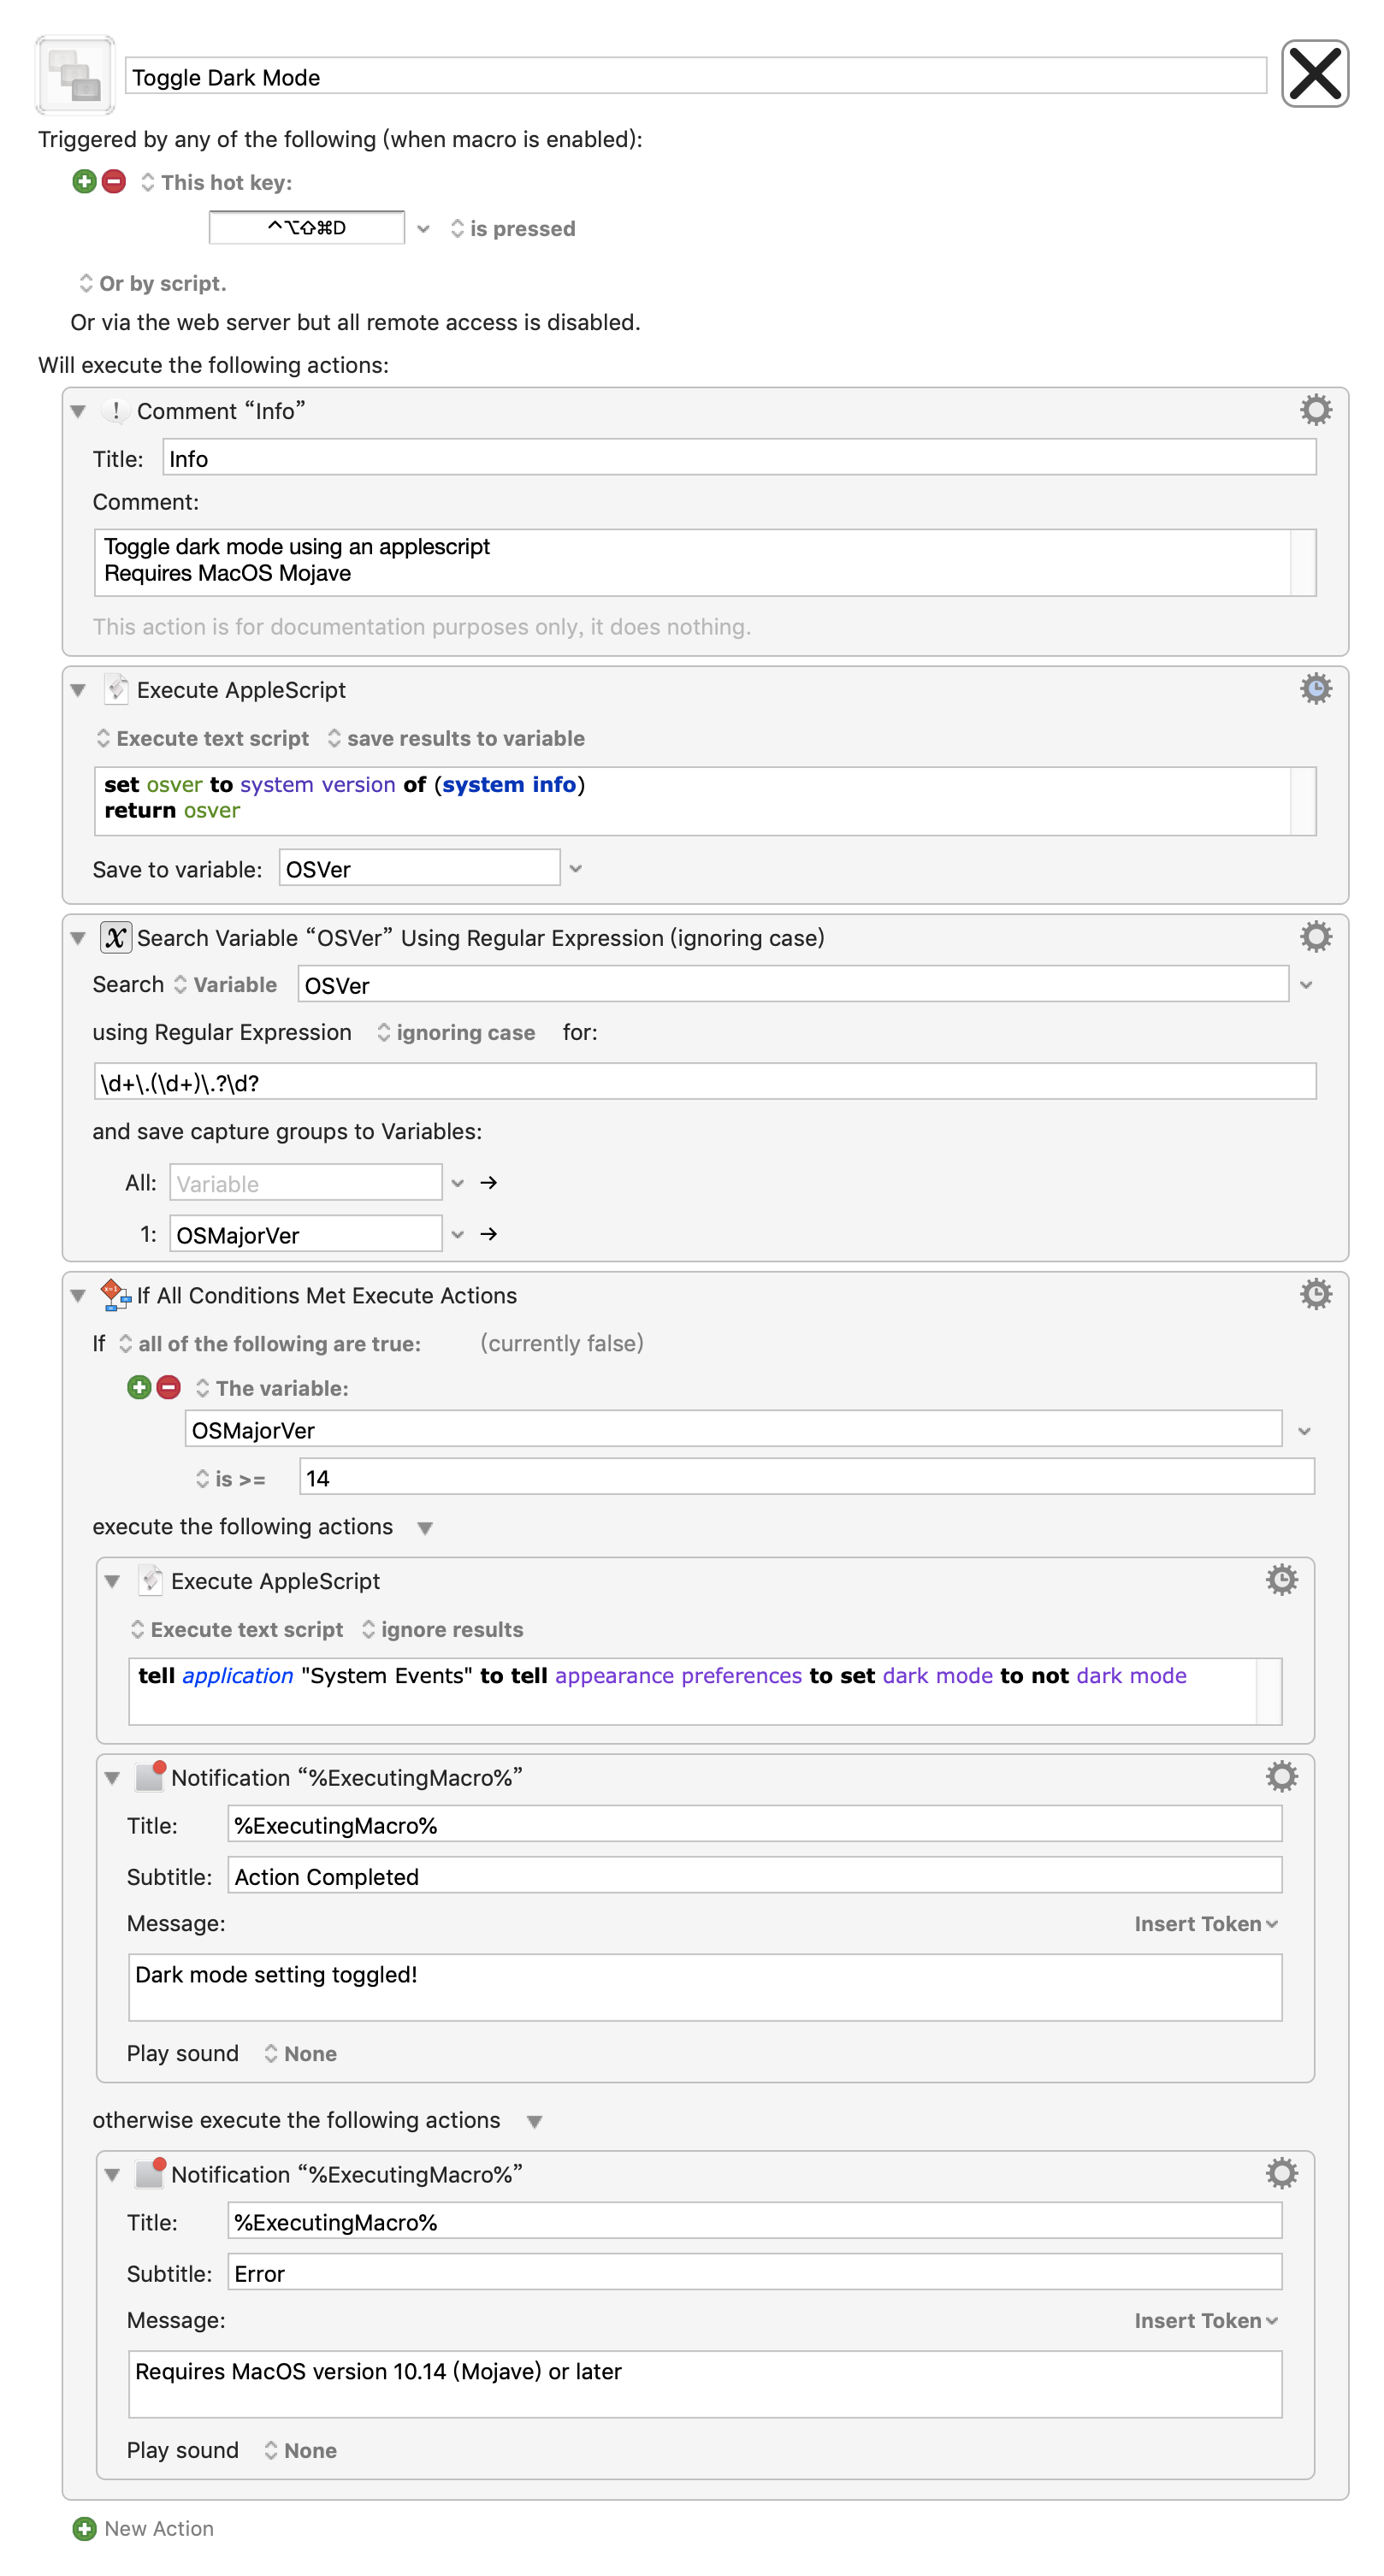 Toggle Dark Mode
Triggered by any of the following (when macro is enabled):
This hot key:
^⌥⇧⌘D is pressed
Or by script.
Or via the web server but all remote access is disabled.
Will execute the following actions:
Comment “Info”
Title: Info
Comment:
Toggle dark mode using an applescript
Requires MacOS Mojave
This action is for documentation purposes only, it does nothing.
Execute AppleScript
Execute text script save results to variable
set osver to system version of (system info)
return osver
Save to variable: OSVer
Search Variable “OSVer” Using Regular Expression (ignoring case)
Search Variable OSVer
using Regular Expression ignoring case for:
\d+\.(\d+)\.?\d?
and save capture groups to Variables:
All: Variable →
1: OSMajorVer →
If All Conditions Met Execute Actions
If all of the following are true: (currently false)
The variable:
OSMajorVer
is >= 14
execute the following actions
Execute AppleScript
Execute text script ignore results
tell application "System Events" to tell appearance preferences to set dark mode to not dark mode
Notification “%ExecutingMacro%”
Title: %ExecutingMacro%
Subtitle: Action Completed
Message: Insert Token
Dark mode setting toggled!
Play sound None
otherwise execute the following actions
Notification “%ExecutingMacro%”
Title: %ExecutingMacro%
Subtitle: Error
Message: Insert Token
Requires MacOS version 10.14 (Mojave) or later
Play sound None
New Action